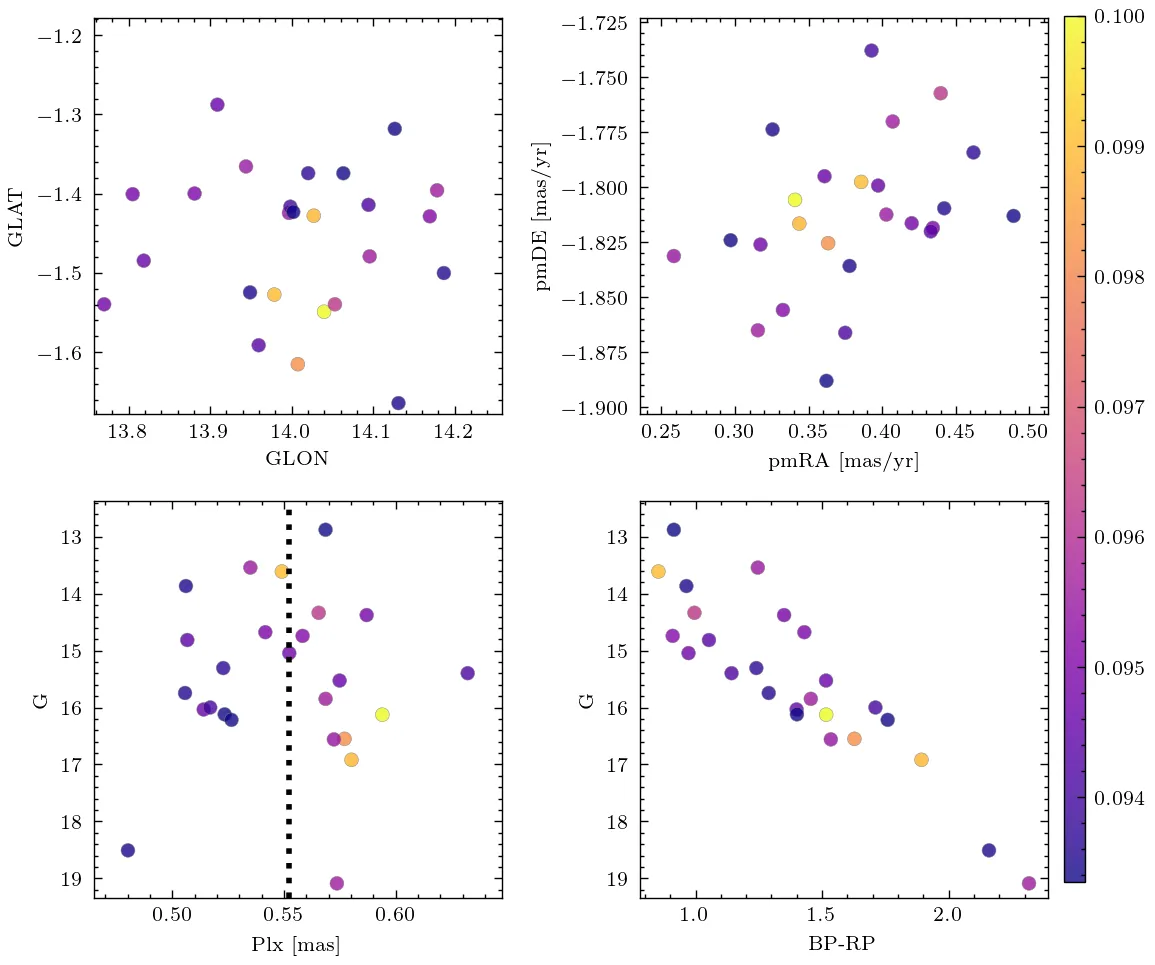 −1.2
−1.3
−1.4
−1.5
−1.6
GLAT
13.8 13.9 14.0 14.1 14.2
GLON
−1.725
−1.750
−1.775
−1.800
−1.825
−1.850
−1.875
−1.900
pmDE [mas/yr]
0.25 0.30 0.35 0.40 0.45 0.50
pmRA [mas/yr]
0.100
0.099
0.098
0.097
0.096
0.095
0.094
13
14
15
16
17
18
19
G
0.50 0.55 0.60
Plx [mas]
13
14
15
16
17
18
19
G
1.0 1.5 2.0
BP-RP